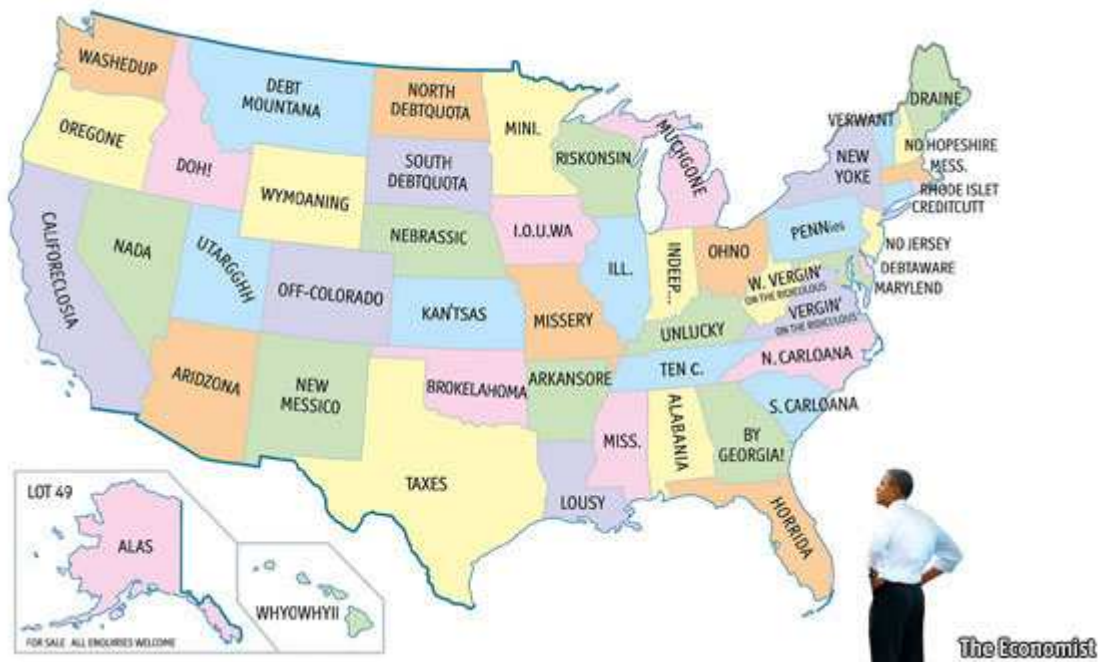 WASHEDUP
DEBT
MOUNTANA
NORTH
DEBTQUOTA
MINI.
OREGONE
DOH!
SOUTH
DEBTQUOTA
RISKONSIN
MUCHGONE
DRAINE
VERWANT
NO HOPESHIRE
MESS.
NEW
YOKE
RHODE ISLET
CREDITCUTT
WYMOANING
CALIFORECLOSIA
NADA
UTARGGHH
NEBRASSIC
I.O.U.WA
ILL.
INDEEP...
OHNO
PENNies
NO JERSEY
DEBTAWARE
MARYLEND
W. VERGIN'
ON THE RIDICULOUS
VERGIN'
ON THE RIDICULOUS
OFF-COLORADO
KAN'TSAS
MISSERY
UNLUCKY
ARIDZONA
NEW
MESSICO
BROKELAHOMA
ARKANSORE
TEN C.
N. CARLOANA
S. CARLOANA
TAXES
LOUSY
MISS.
ALABANIA
BY
GEORGIA!
HORRIDA
LOT 49
ALAS
FOR SALE ALL ENQUIRIES WELCOME
WHYOWHYII
The Economist